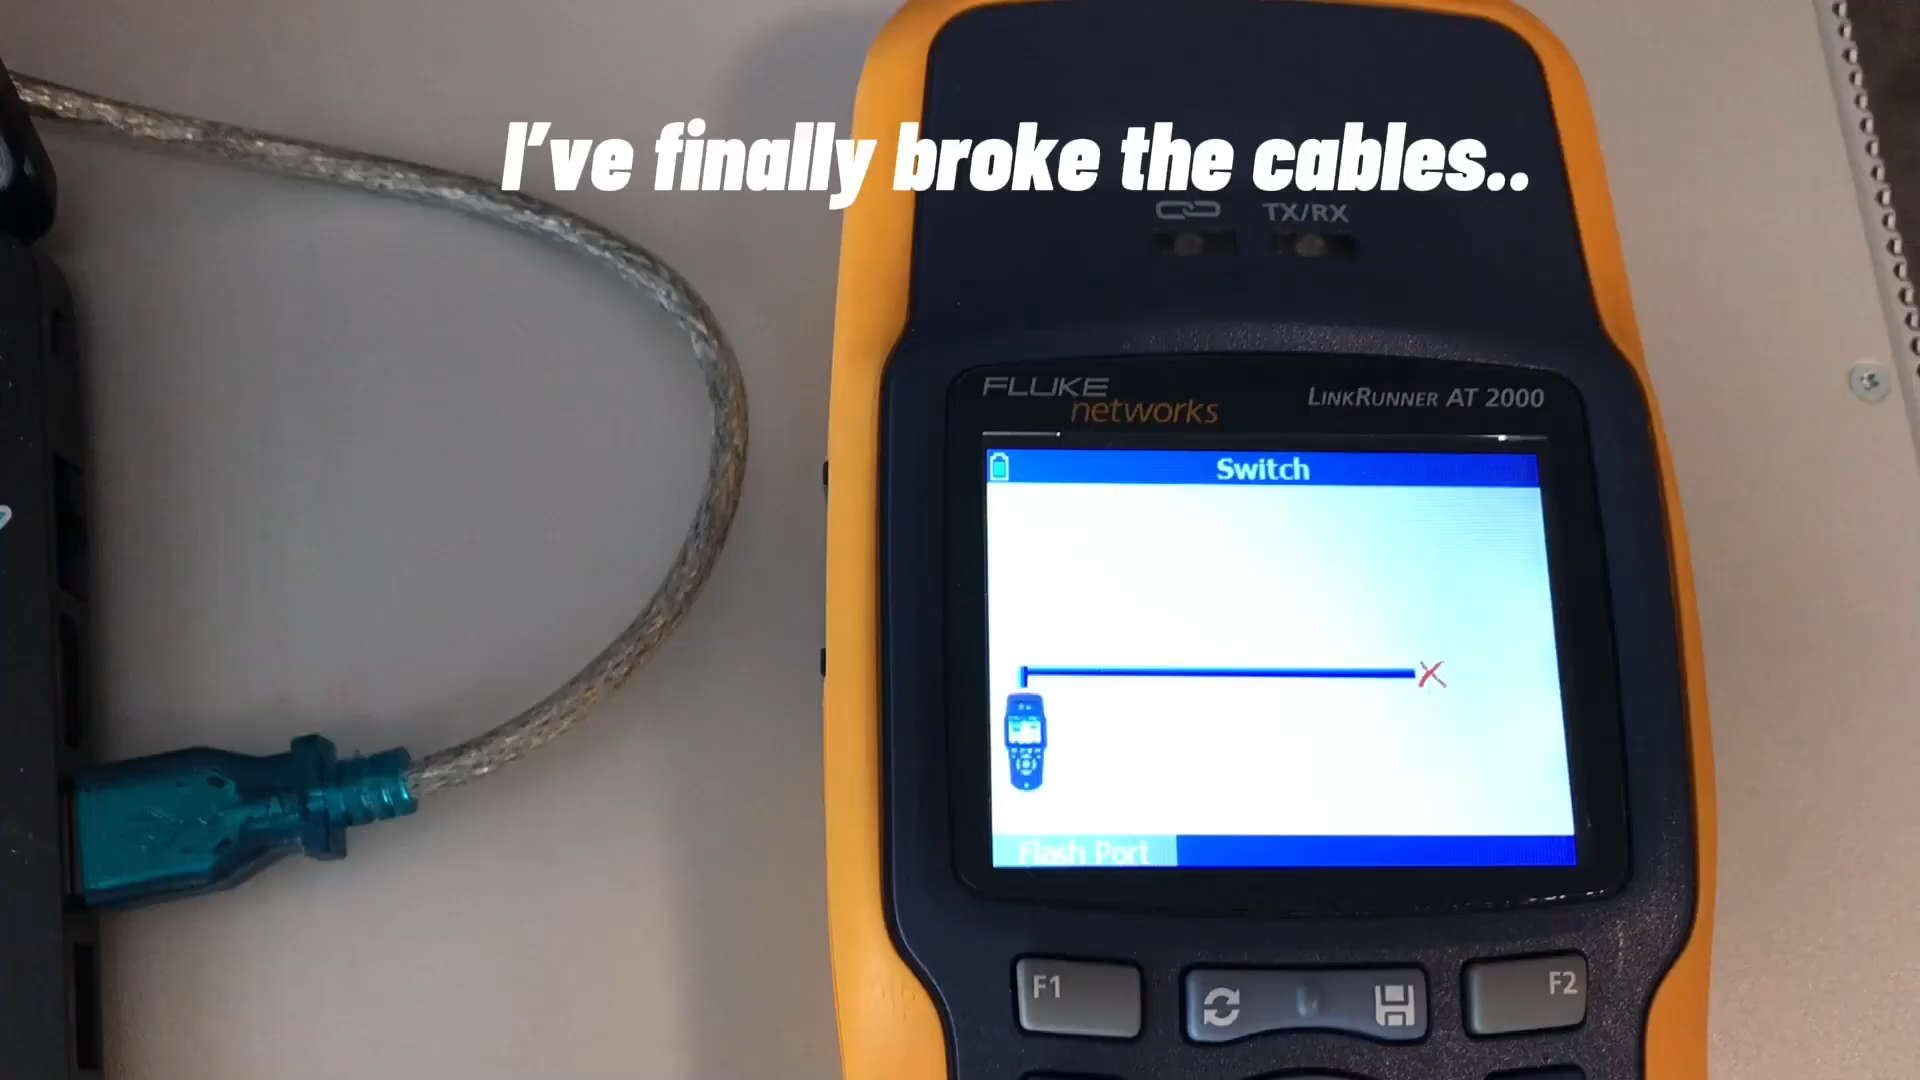 I've finally broke the cables..
TX/RX
FLUKE
networks
LINKRUNNER AT 2000
Switch
Flash Port
F1
F2